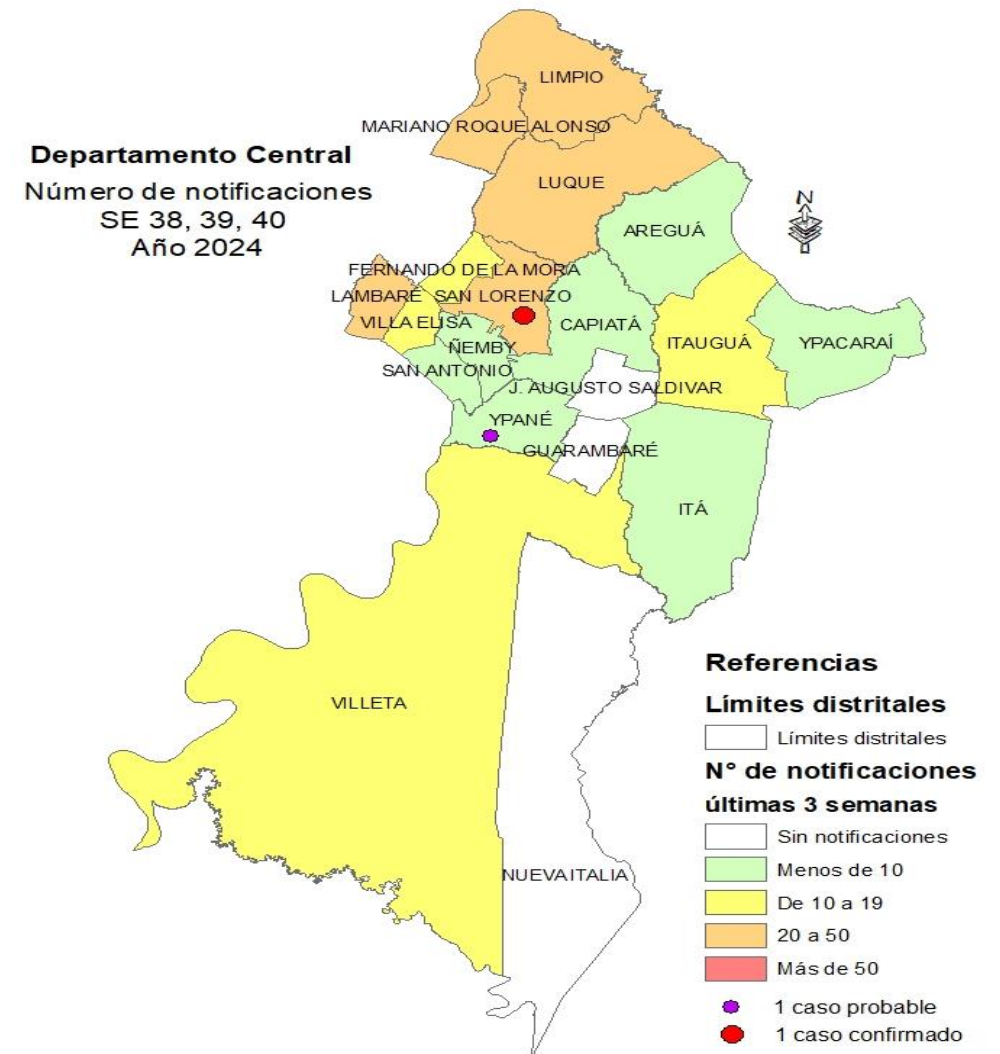 Departamento Central
Número de notificaciones
SE 38, 39, 40
Año 2024
N
LIMPIO
MARIANO ROQUE ALONSO
LUQUE
AREGUÁ
FERNANDO DE LA MORA
LAMBARÉ
SAN LORENZO
VILLA ELISA
CAPIATÁ
ITAUGUÁ
YPACARAÍ
ÑEMBY
SAN ANTONIO
J. AUGUSTO SALDIVAR
YPANÉ
GUARAMBARÉ
ITÁ
VILLETA
NUEVA ITALIA
Referencias
Límites distritales
Límites distritales
N° de notificaciones
últimas 3 semanas
Sin notificaciones
Menos de 10
De 10 a 19
20 a 50
Más de 50
1 caso probable
1 caso confirmado